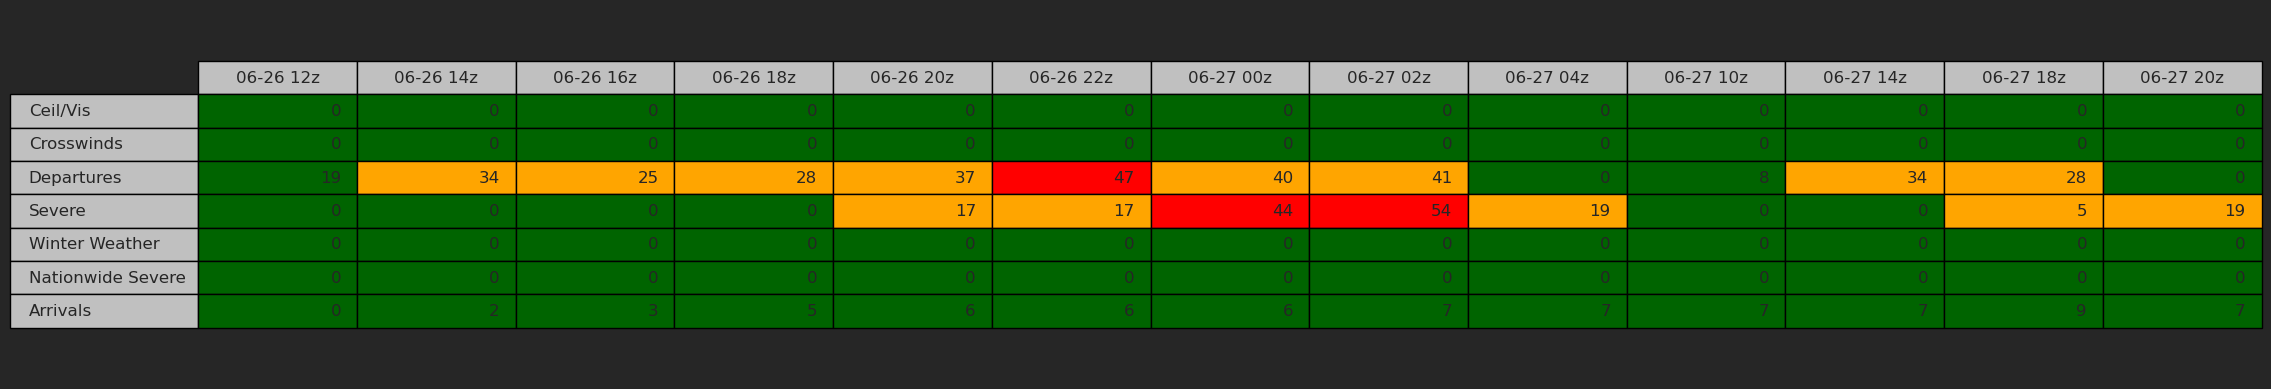 06-26 12z 06-26 14z 06-26 16z 06-26 18z 06-26 20z 06-26 22z 06-27 00z 06-27 02z 06-27 04z 06-27 10z 06-27 14z 06-27 18z 06-27 20z
Ceil/Vis 0 0 0 0 0 0 0 0 0 0 0 0 0
Crosswinds 0 0 0 0 0 0 0 0 0 0 0 0 0
Departures 19 34 25 28 37 47 40 41 0 8 34 28 0
Severe 0 0 0 0 17 17 44 54 19 0 0 5 19
Winter Weather 0 0 0 0 0 0 0 0 0 0 0 0 0
Nationwide Severe 0 0 0 0 0 0 0 0 0 0 0 0 0
Arrivals 0 2 3 5 6 6 6 7 7 7 7 9 7